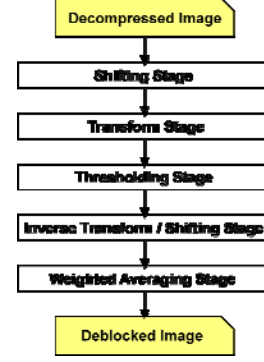 Decompressed Image
Shifting Stage
Transform Stage
Thresholding Stage
Inverse Transform / Shifting Stage
Weighted Averaging Stage
Deblocked Image